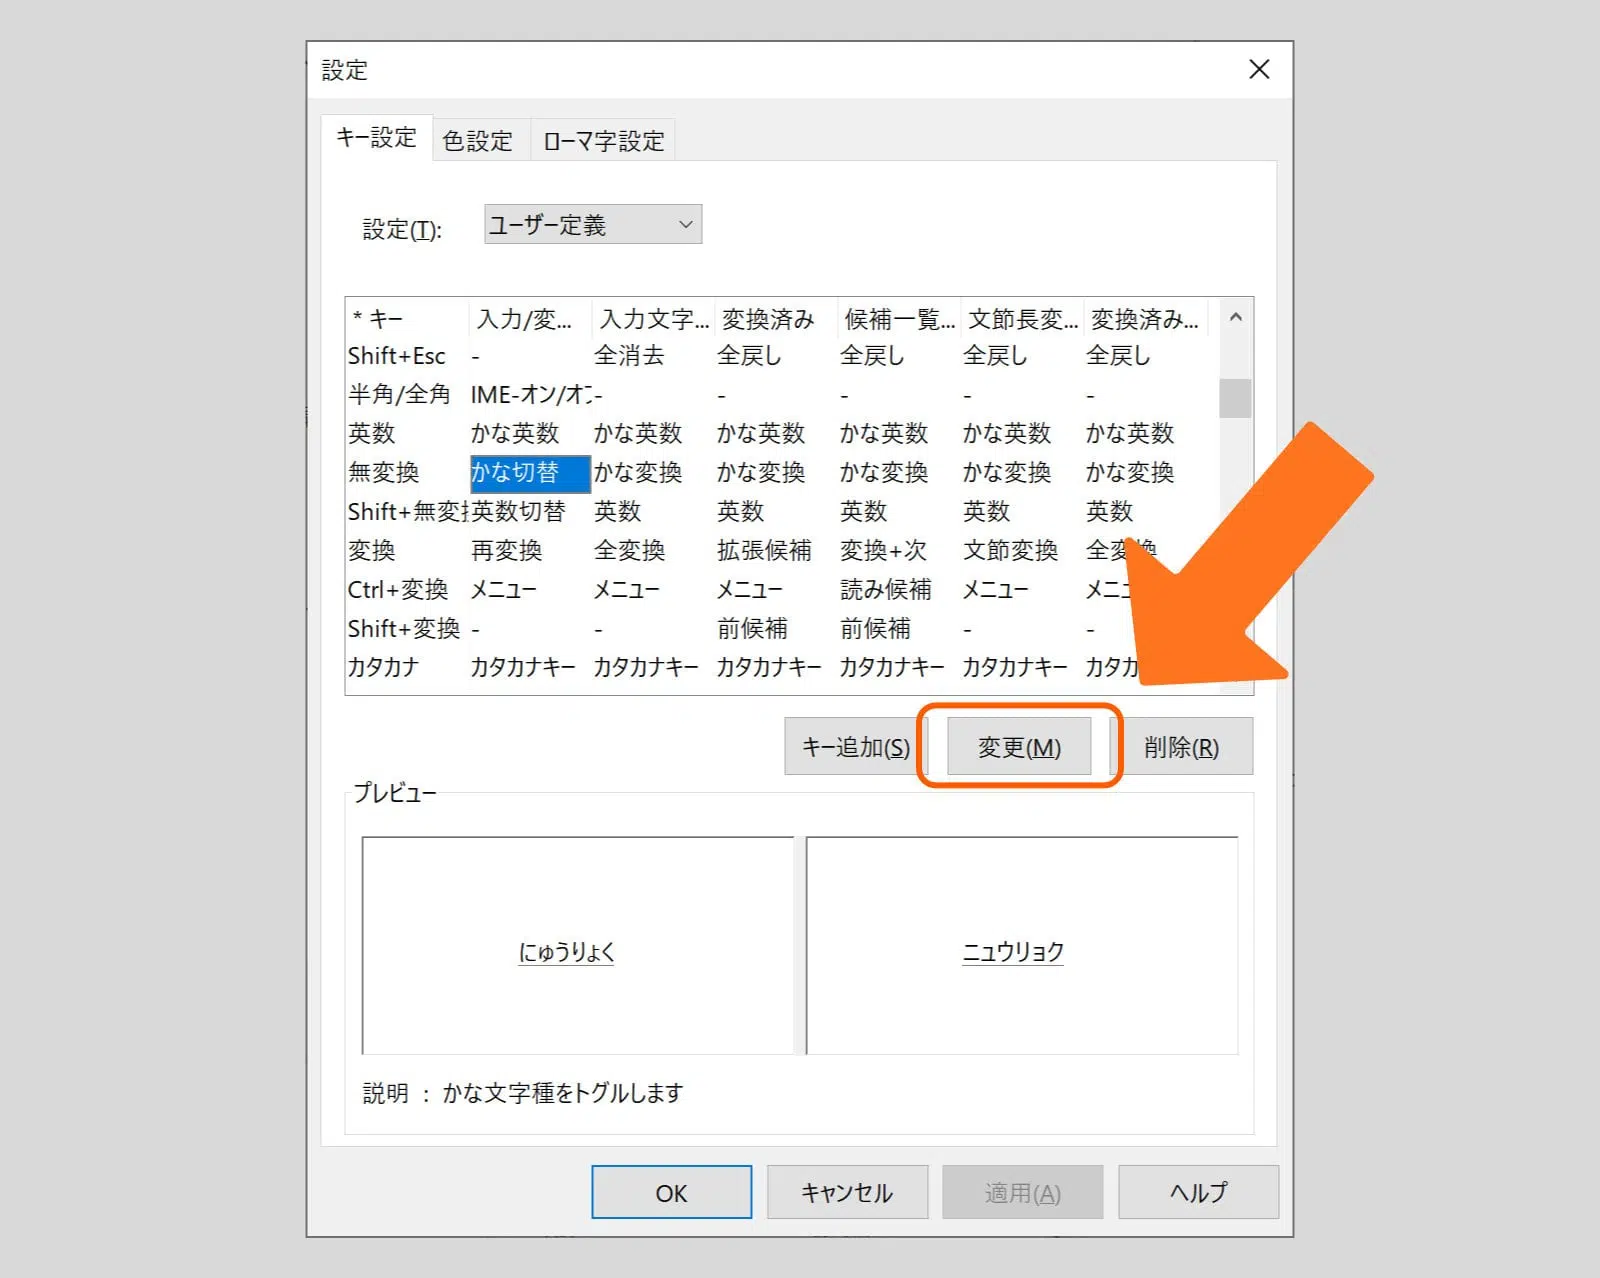 設定
キー設定 色設定 ローマ字設定
設定(T): ユーザー定義
* キー 入力/変... 入力文字... 変換済み 候補一覧... 文節長変... 変換済み...
Shift+Esc - 全消去 全戻し 全戻し 全戻し 全戻し
半角/全角 IME-オン/オフ - - - - -
英数 かな英数 かな英数 かな英数 かな英数 かな英数 かな英数
無変換 かな切替 かな変換 かな変換 かな変換 かな変換 かな変換
Shift+無変換 英数切替 英数 英数 英数 英数 英数
変換 再変換 全変換 拡張候補 変換+次 文節変換 全変換
Ctrl+変換 メニュー メニュー メニュー 読み候補 メニュー メニュ
Shift+変換 - - 前候補 前候補 - -
カタカナ カタカナキー カタカナキー カタカナキー カタカナキー カタカナキー カタカ
キー追加(S) 変更(M) 削除(R)
プレビュー
にゅうりょく ニュウリョク
説明 : かな文字種をトグルします
OK キャンセル 適用(A) ヘルプ